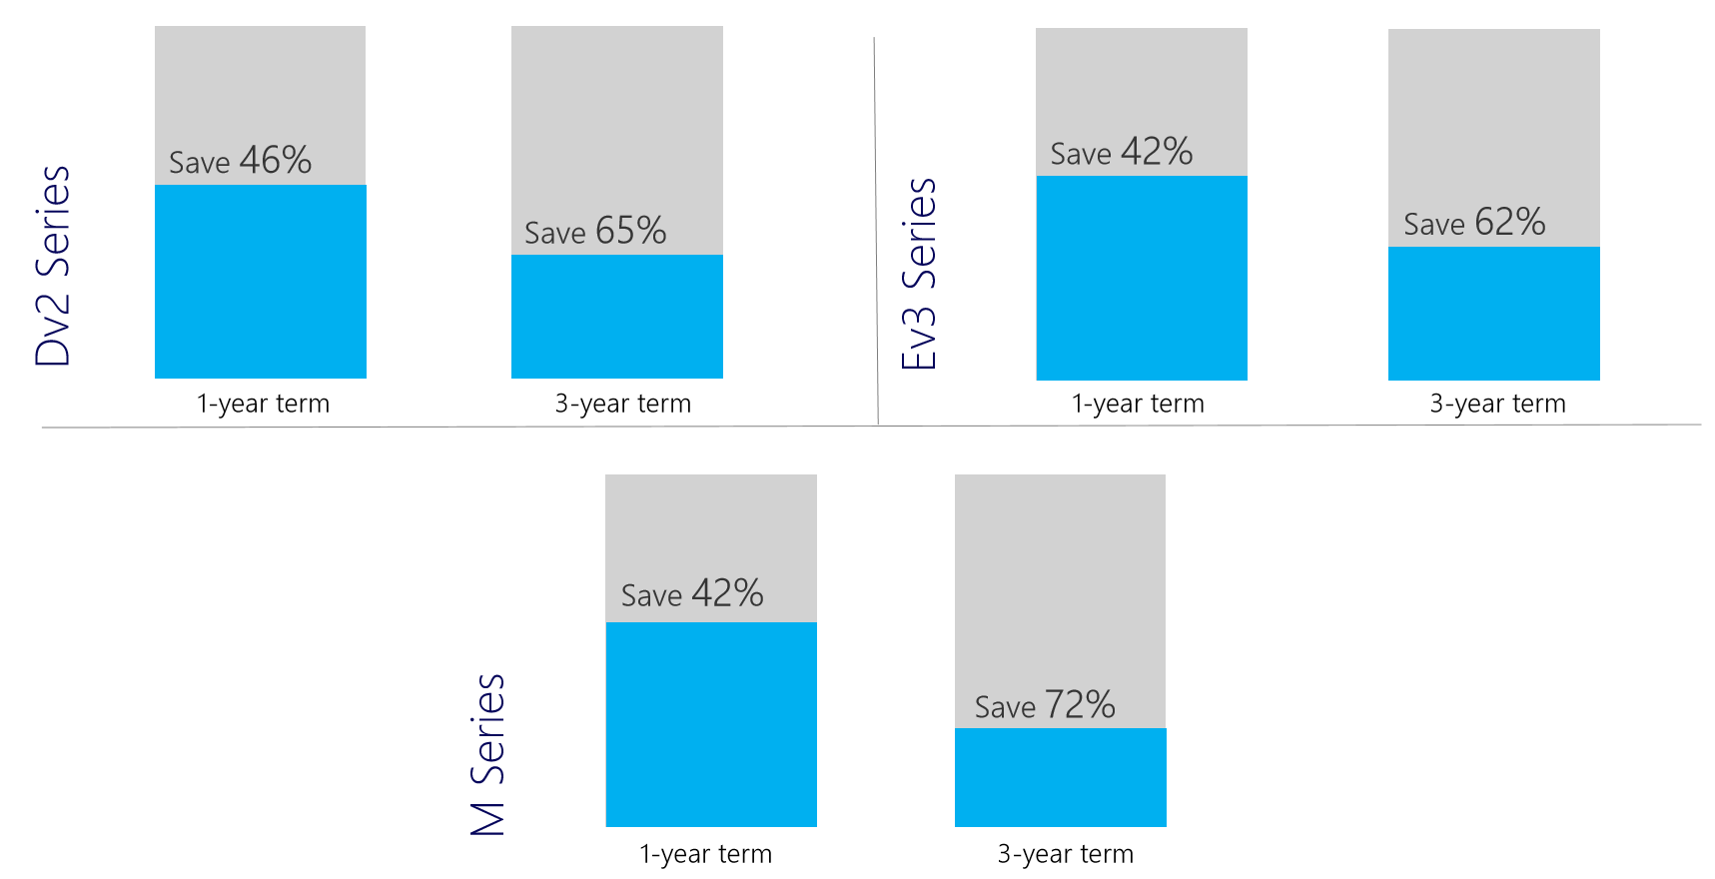 Dv2 Series
Save 46%
1-year term
Save 65%
3-year term
Ev3 Series
Save 42%
1-year term
Save 62%
3-year term
M Series
Save 42%
1-year term
Save 72%
3-year term